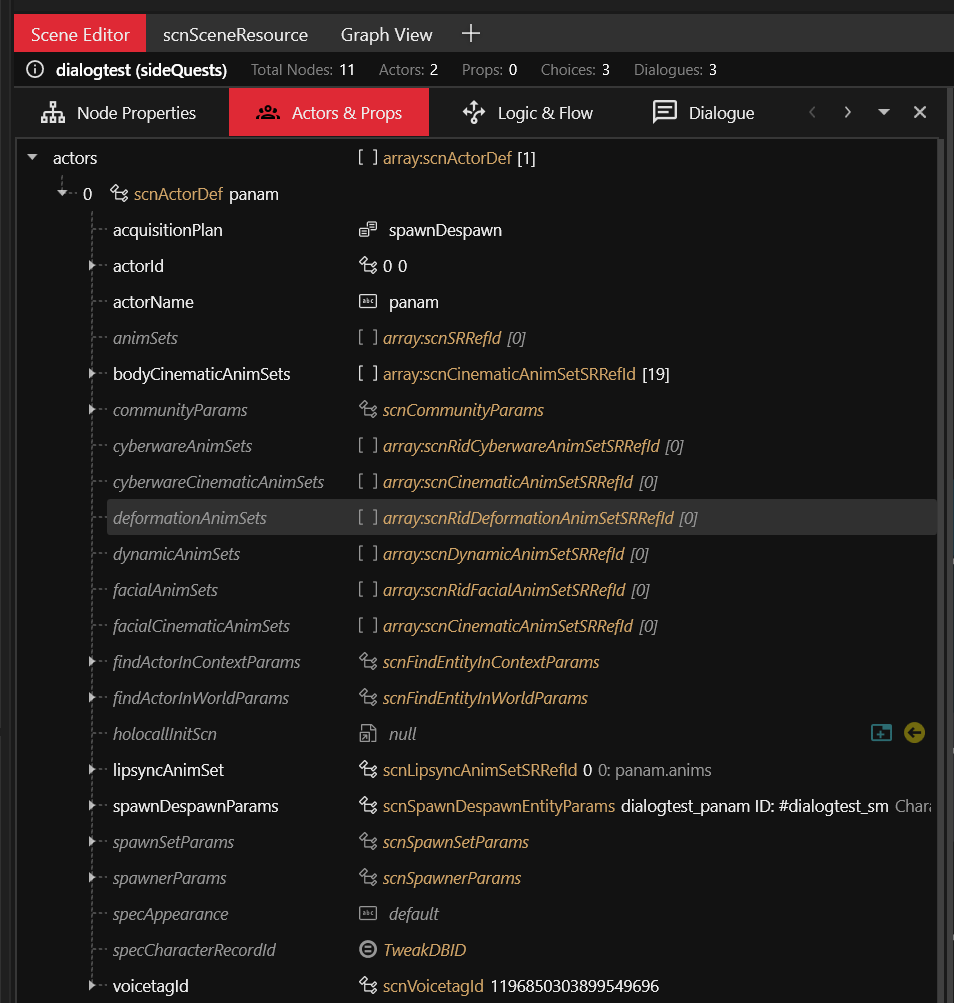 Scene Editor scnSceneResource Graph View
dialogtest (sideQuests) Total Nodes: 11 Actors: 2 Props: 0 Choices: 3 Dialogues: 3
Node Properties Actors & Props Logic & Flow Dialogue
actors [ ] array:scnActorDef [1]
0 scnActorDef panam
acquisitionPlan spawnDespawn
actorId 0 0
actorName abc panam
animSets [ ] array:scnSRRefId [0]
bodyCinematicAnimSets [ ] array:scnCinematicAnimSetSRRefId [19]
communityParams scnCommunityParams
cyberwareAnimSets [ ] array:scnRidCyberwareAnimSetSRRefId [0]
cyberwareCinematicAnimSets [ ] array:scnCinematicAnimSetSRRefId [0]
deformationAnimSets [ ] array:scnRidDeformationAnimSetSRRefId [0]
dynamicAnimSets [ ] array:scnDynamicAnimSetSRRefId [0]
facialAnimSets [ ] array:scnRidFacialAnimSetSRRefId [0]
facialCinematicAnimSets [ ] array:scnCinematicAnimSetSRRefId [0]
findActorInContextParams scnFindEntityInContextParams
findActorInWorldParams scnFindEntityInWorldParams
holocallInitScn null
lipsyncAnimSet scnLipsyncAnimSetSRRefId 0 0: panam.anims
spawnDespawnParams scnSpawnDespawnEntityParams dialogtest_panam ID: #dialogtest_sm Chara
spawnSetParams scnSpawnSetParams
spawnerParams scnSpawnerParams
specAppearance abc default
specCharacterRecordId TweakDBID
voicetagId scnVoicetagId 1196850303899549696